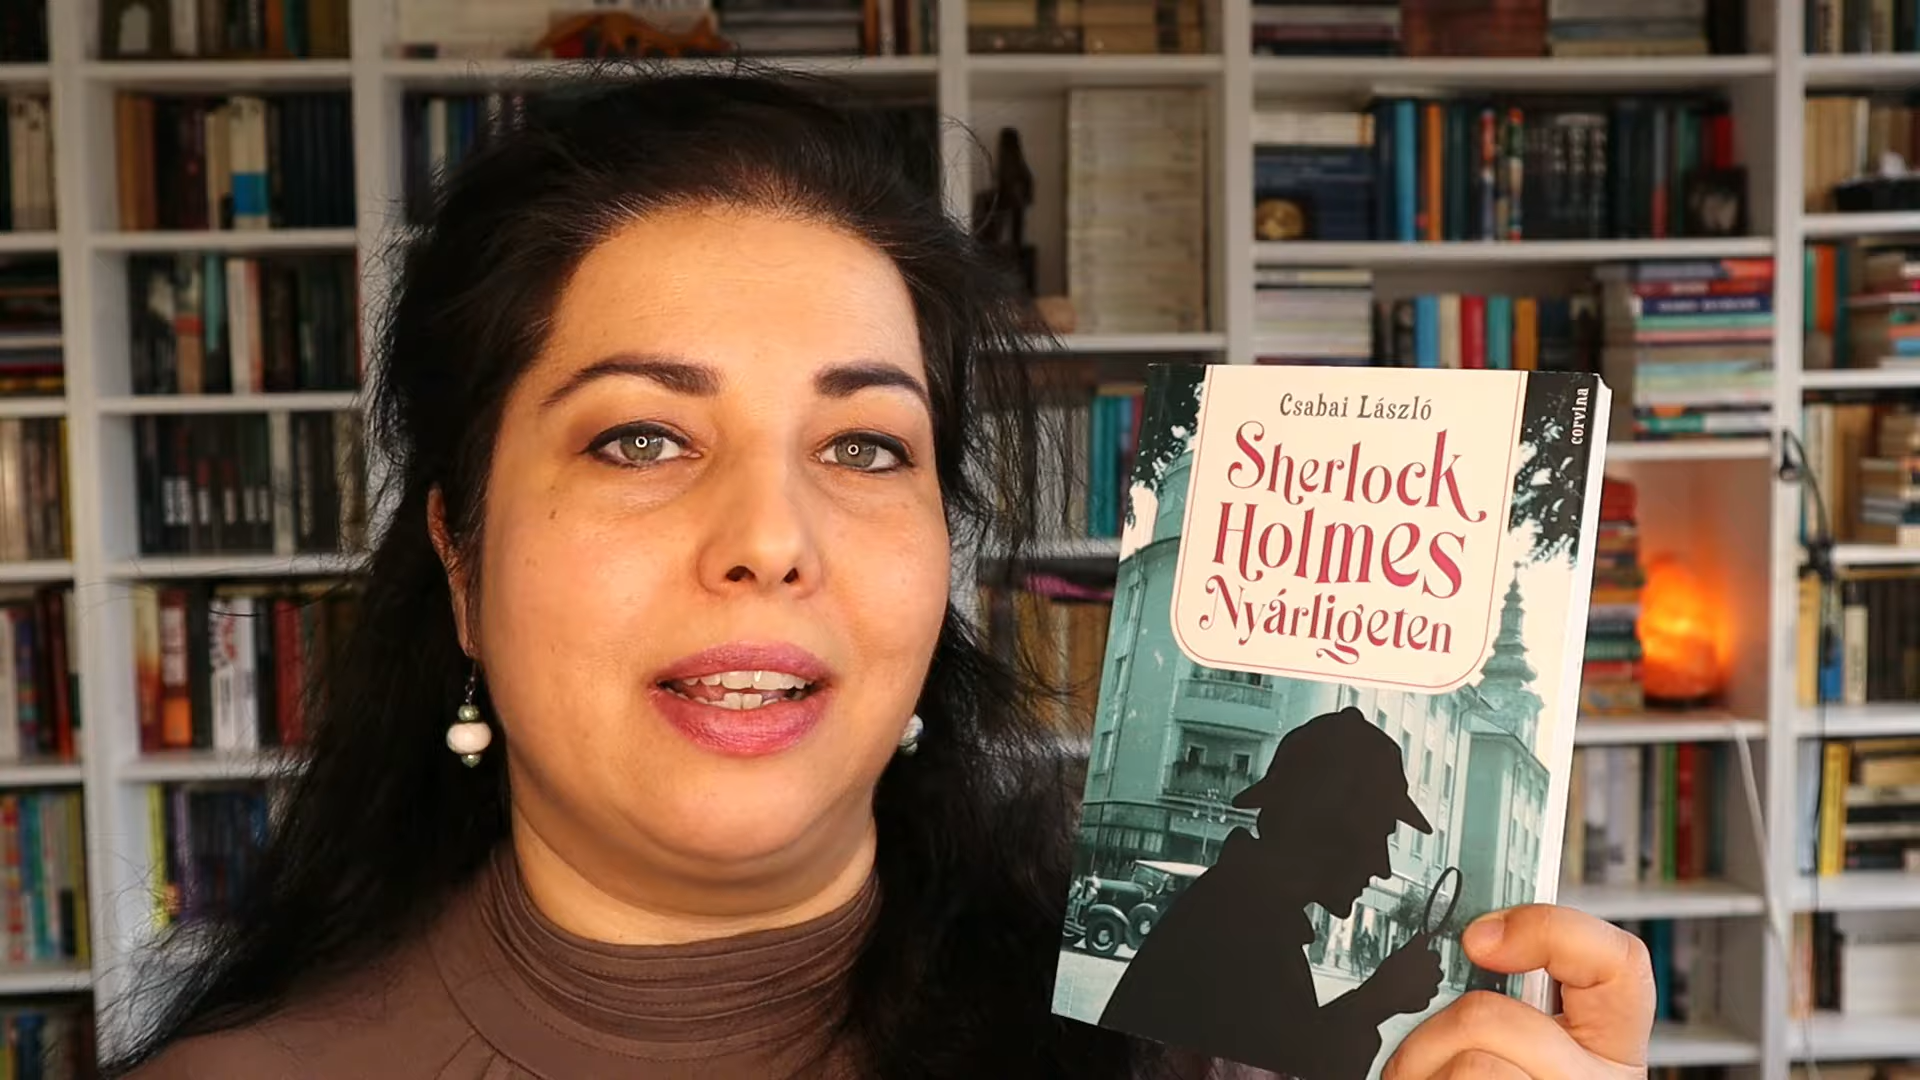 Csabai László
Sherlock
Holmes
Nyárligeten
corvina